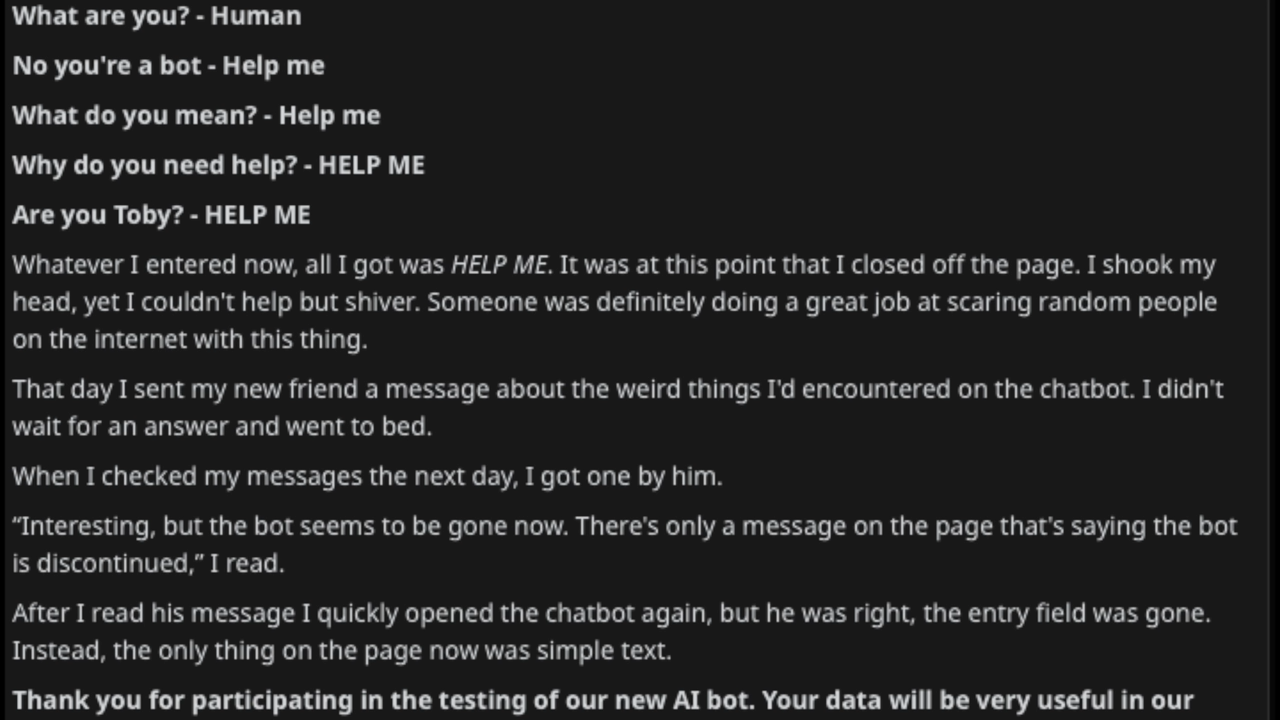 What are you? - Human
No you're a bot - Help me
What do you mean? - Help me
Why do you need help? - HELP ME
Are you Toby? - HELP ME
Whatever I entered now, all I got was HELP ME. It was at this point that I closed off the page. I shook my
head, yet I couldn't help but shiver. Someone was definitely doing a great job at scaring random people
on the internet with this thing.
That day I sent my new friend a message about the weird things I'd encountered on the chatbot. I didn't
wait for an answer and went to bed.
When I checked my messages the next day, I got one by him.
“Interesting, but the bot seems to be gone now. There's only a message on the page that's saying the bot
is discontinued,” I read.
After I read his message I quickly opened the chatbot again, but he was right, the entry field was gone.
Instead, the only thing on the page now was simple text.
Thank you for participating in the testing of our new AI bot. Your data will be very useful in our